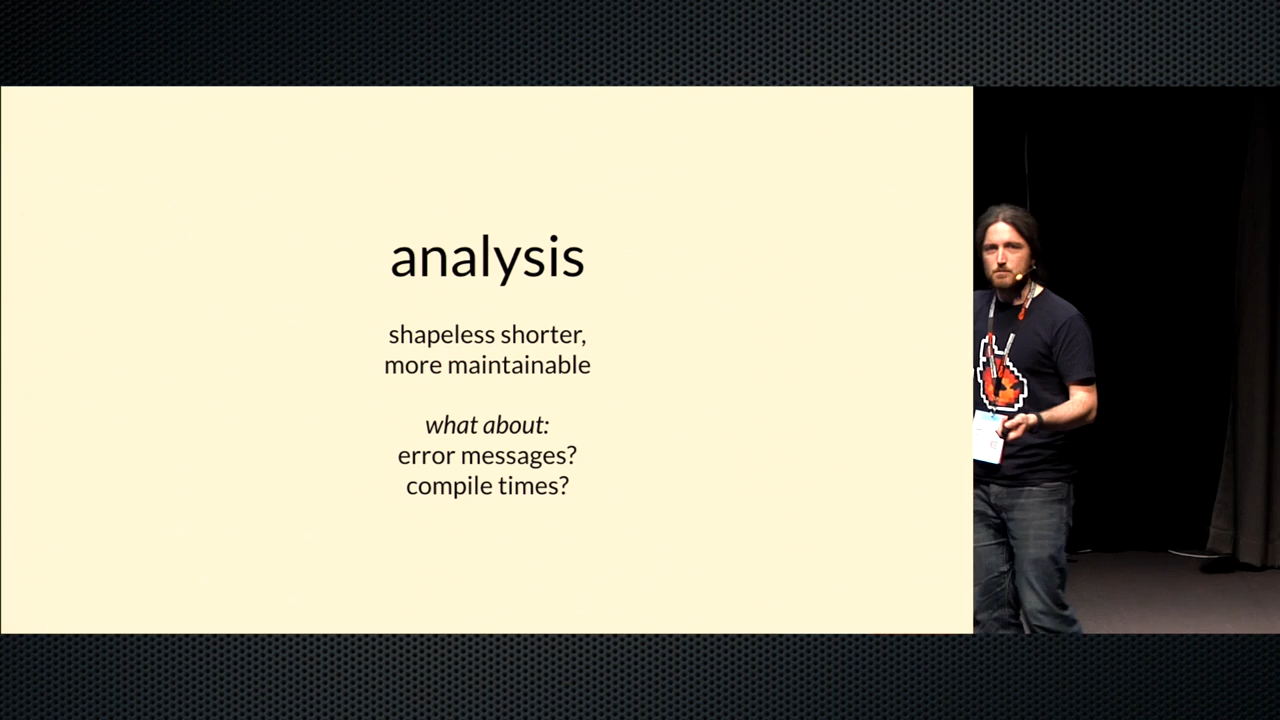 analysis
shapeless shorter,
more maintainable
what about:
error messages?
compile times?